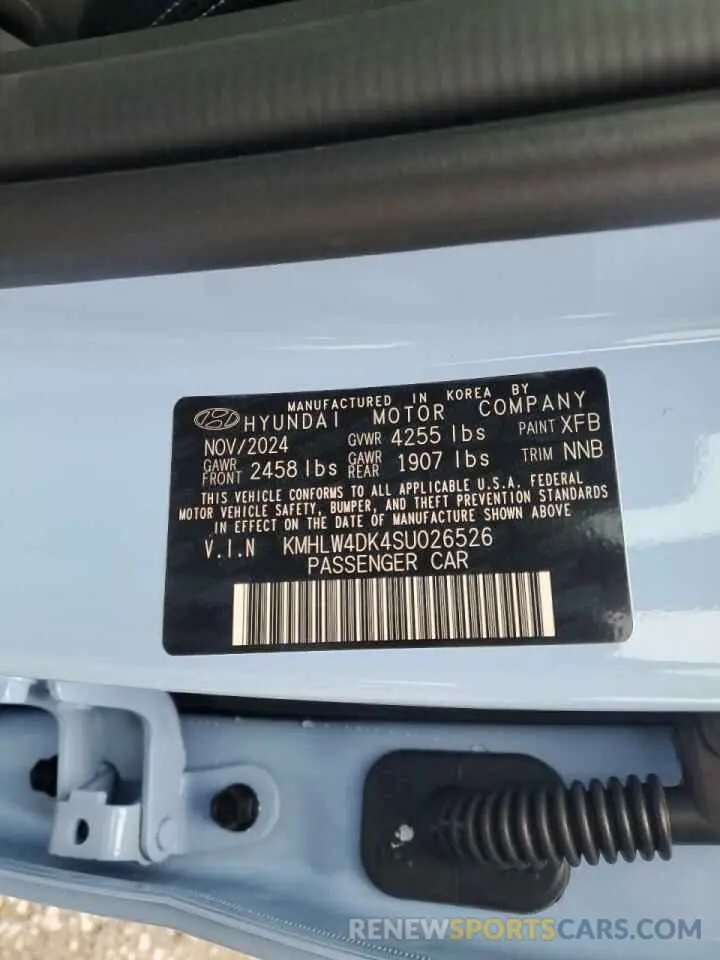 MANUFACTURED IN KOREA BY
HYUNDAI MOTOR COMPANY
NOV/2024 GVWR 4255 lbs PAINT XFB
GAWR FRONT 2458 lbs GAWR REAR 1907 lbs TRIM NNB
THIS VEHICLE CONFORMS TO ALL APPLICABLE U.S.A. FEDERAL
MOTOR VEHICLE SAFETY, BUMPER, AND THEFT PREVENTION STANDARDS
IN EFFECT ON THE DATE OF MANUFACTURE SHOWN ABOVE
V.I.N KMHLW4DK4SU026526
PASSENGER CAR
RENEWSPORTSCARS.COM